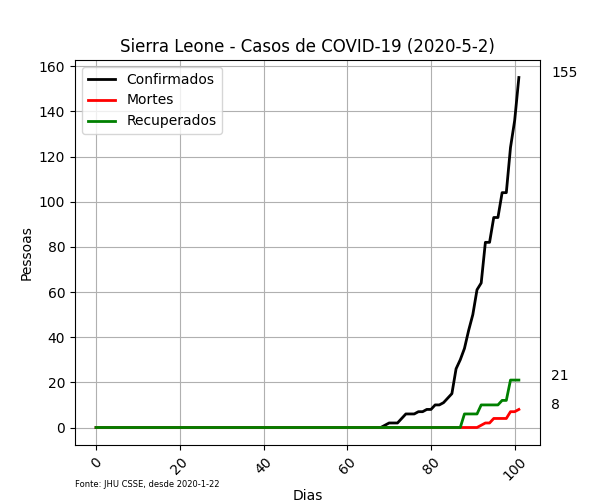 Sierra Leone - Casos de COVID-19 (2020-5-2)
160
140
120
100
80
60
40
20
0
Pessoas
Confirmados
Mortes
Recuperados
155
21
8
0
20
40
60
80
100
Fonte: JHU CSSE, desde 2020-1-22
Dias